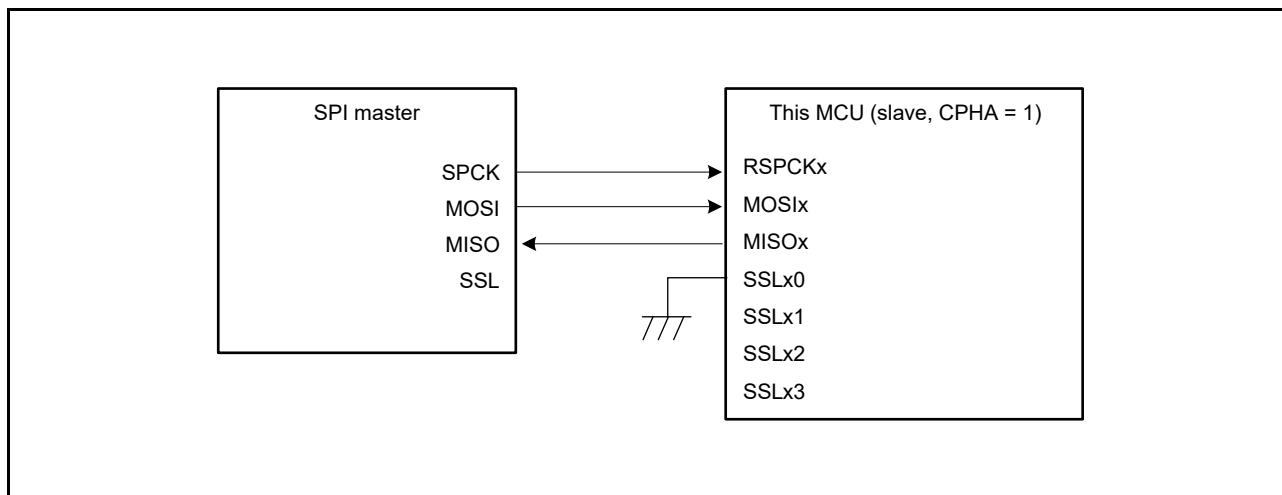 SPI master
SPCK
MOSI
MISO
SSL
This MCU (slave, CPHA = 1)
RSPCKx
MOSIx
MISOx
SSLx0
SSLx1
SSLx2
SSLx3